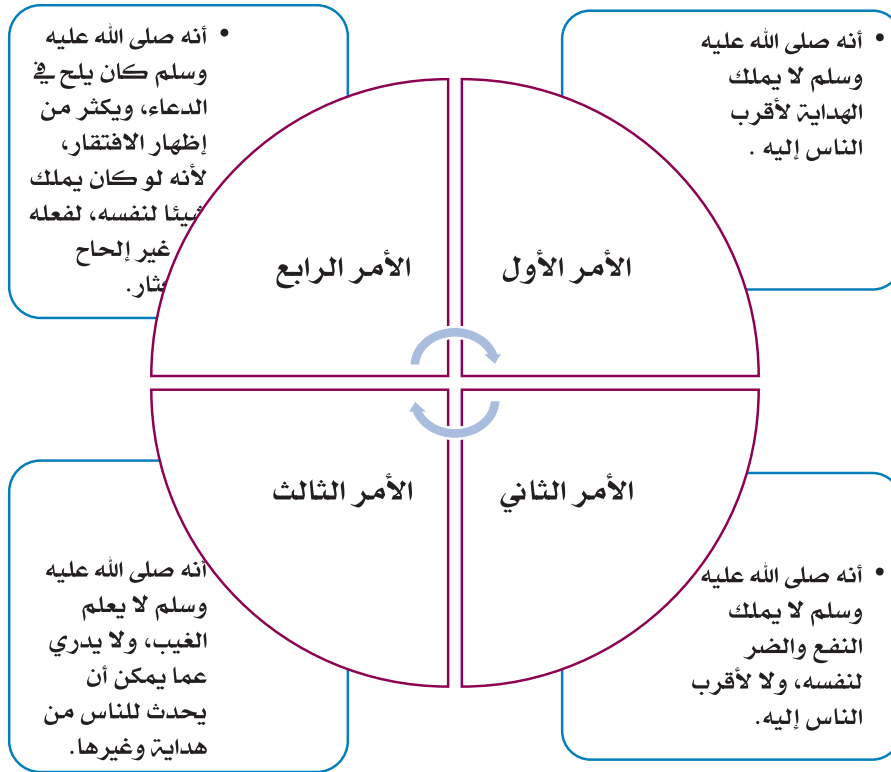 • أنه صلى الله عليه
وسلم لا يملك
الهداية لأقرب
الناس إليه .
الأمر الأول
• أنه صلى الله عليه
وسلم لا يملك
النفع والضر
لنفسه، ولا لأقرب
الناس إليه.
الأمر الثاني
أنه صلى الله عليه
وسلم لا يعلم
الغيب، ولا يدري
عما يمكن أن
يحدث للناس من
هداية وغيرها.
الأمر الثالث
• أنه صلى الله عليه
وسلم كان يلح في
الدعاء، ويكثر من
إظهار الافتقار،
لأنه لو كان يملك
شيئا لنفسه، لفعله
غير إلحاح
الأمر الرابع